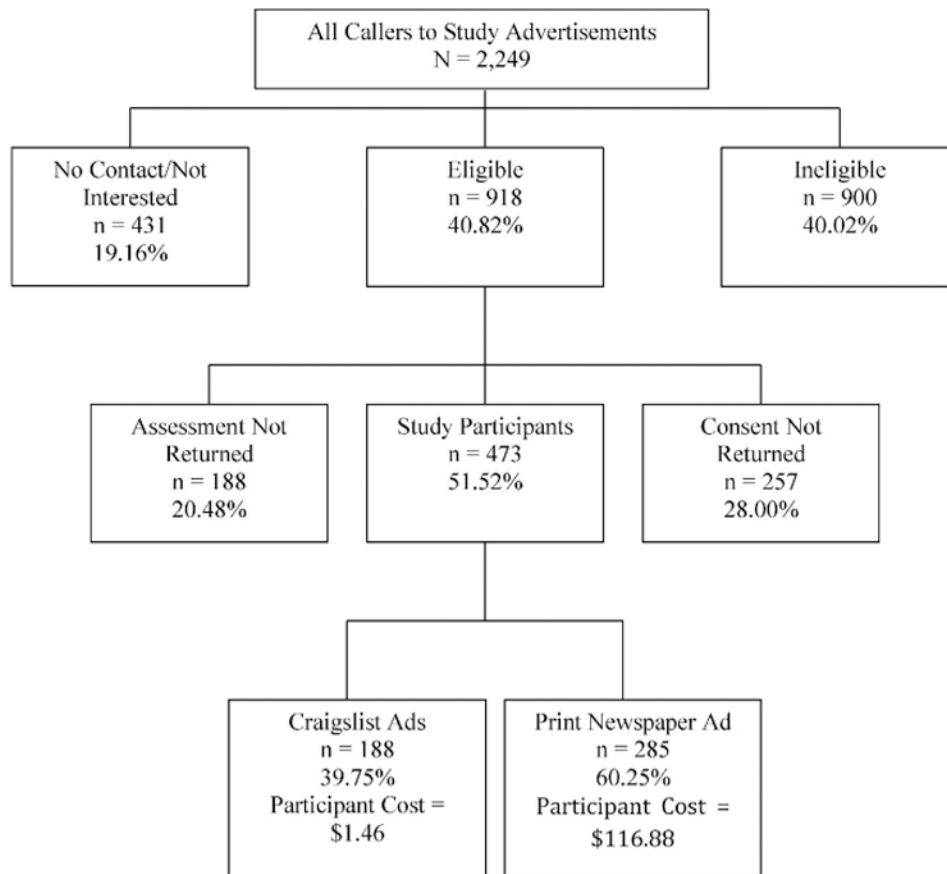 All Callers to Study Advertisements
N = 2,249
No Contact/Not
Interested
n = 431
19.16%
Eligible
n = 918
40.82%
Ineligible
n = 900
40.02%
Assessment Not
Returned
n = 188
20.48%
Study Participants
n = 473
51.52%
Consent Not
Returned
n = 257
28.00%
Craigslist Ads
n = 188
39.75%
Participant Cost =
$1.46
Print Newspaper Ad
n = 285
60.25%
Participant Cost =
$116.88